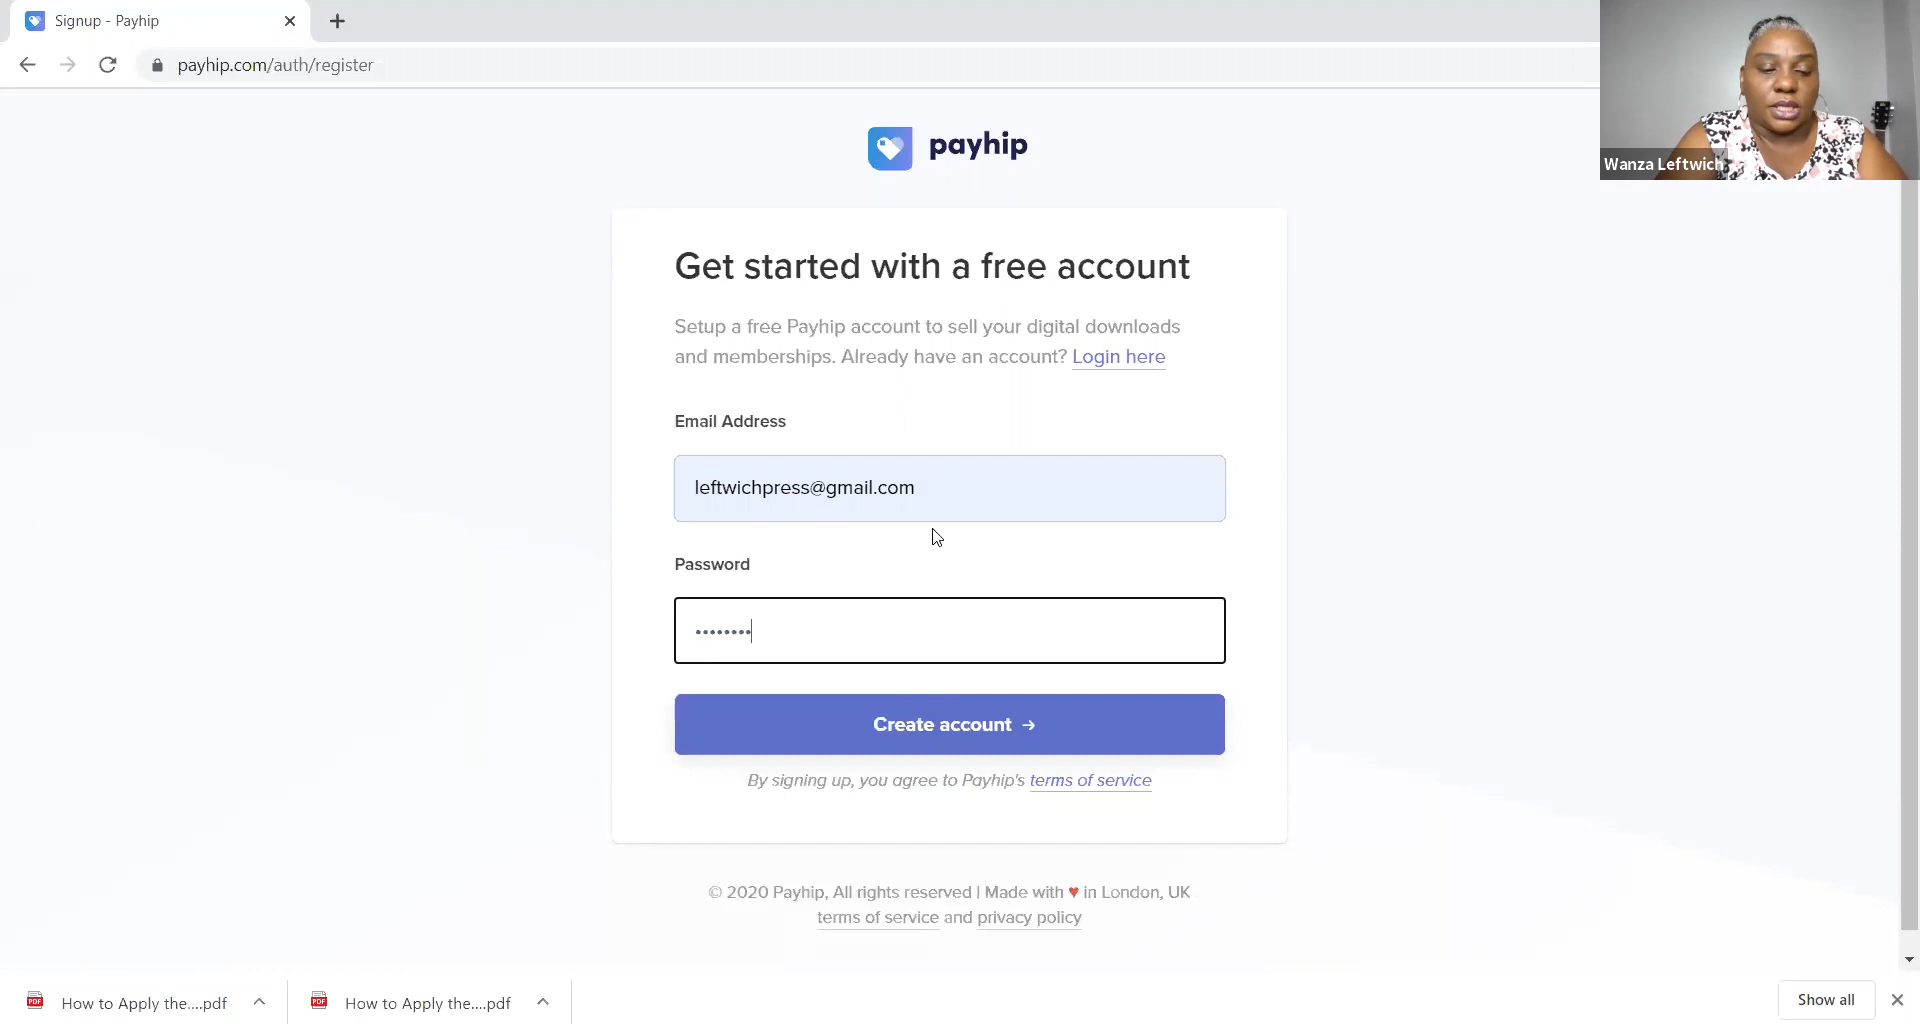 Signup - Payhip
payhip.com/auth/register
Wanza Leftwich
payhip
Get started with a free account
Setup a free Payhip account to sell your digital downloads
and memberships. Already have an account? Login here
Email Address
leftwichpress@gmail.com
Password
••••••••
Create account →
By signing up, you agree to Payhip's terms of service
© 2020 Payhip, All rights reserved | Made with ♥ in London, UK
terms of service and privacy policy
PDF How to Apply the....pdf
PDF How to Apply the....pdf
Show all